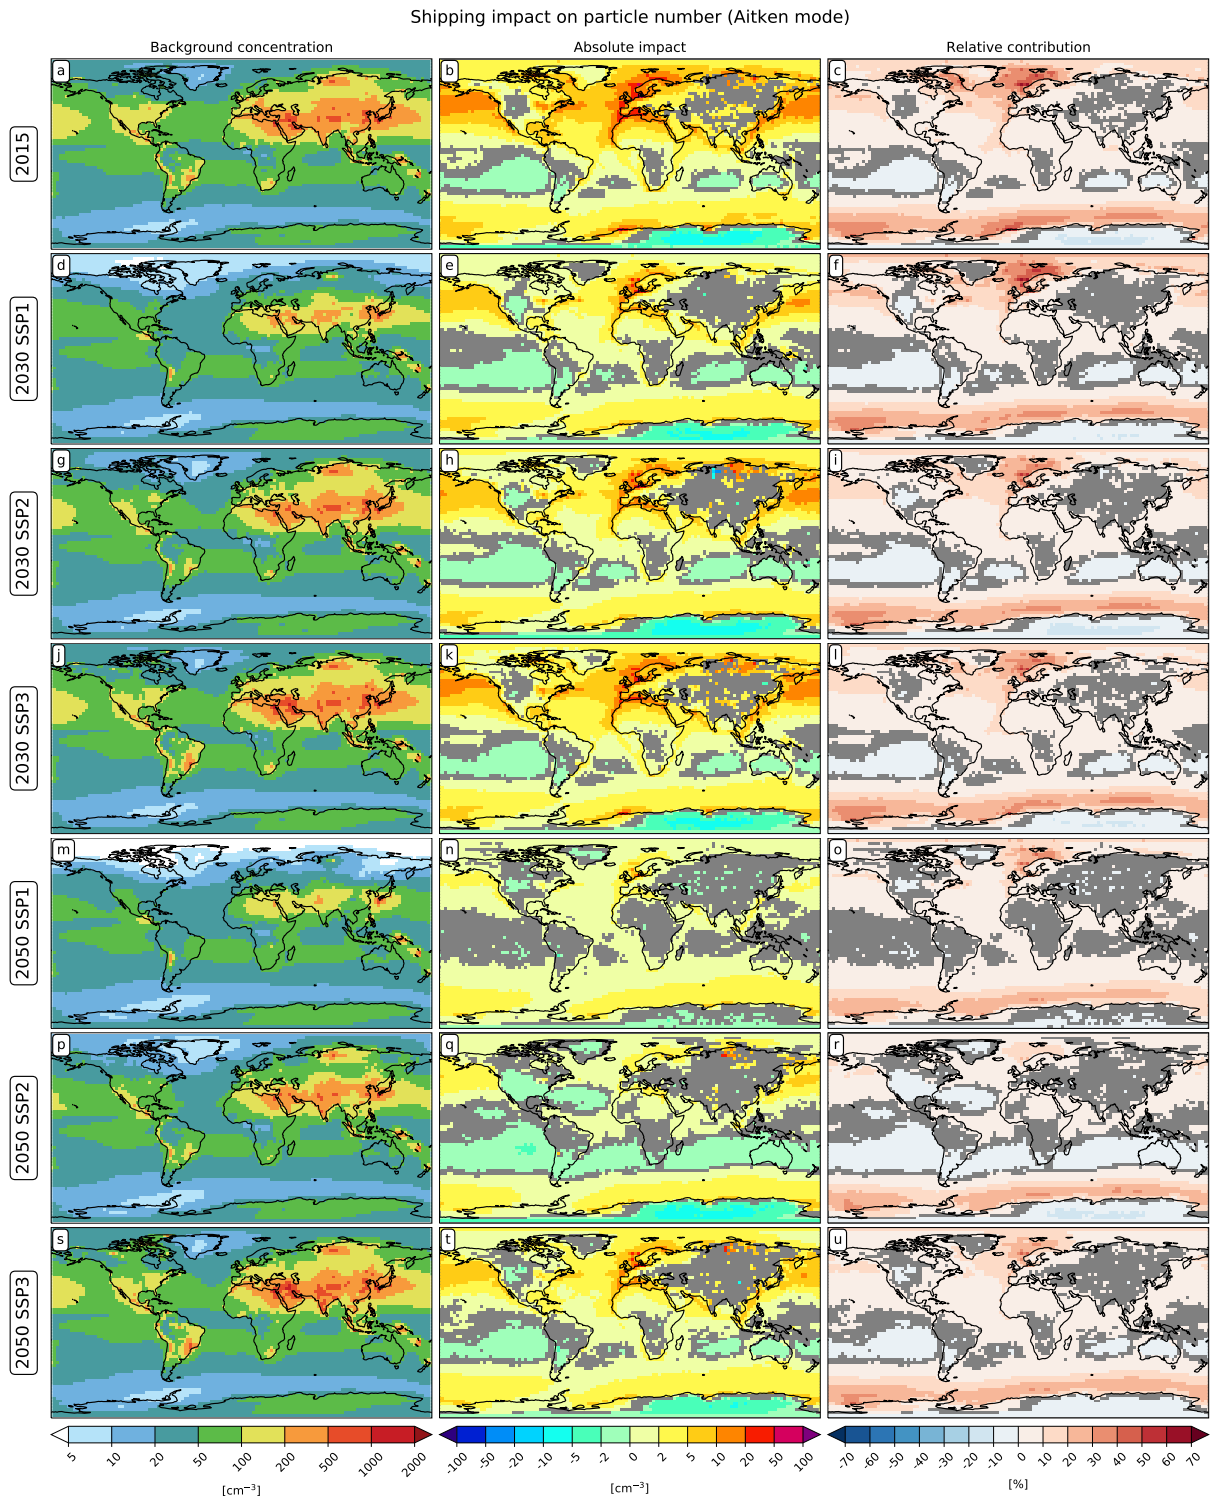 Shipping impact on particle number (Aitken mode)
Background concentration
Absolute impact
Relative contribution
2015
a
b
c
2030 SSP1
d
e
f
2030 SSP2
g
h
i
2030 SSP3
j
k
l
2050 SSP1
m
n
o
2050 SSP2
p
q
r
2050 SSP3
s
t
u
5 10 20 50 100 200 500 1000 2000
[cm⁻³]
-100 -50 -20 -10 -5 -2 0 2 5 10 20 50 100
[cm⁻³]
-70 -60 -50 -40 -30 -20 -10 0 10 20 30 40 50 60 70
[%]